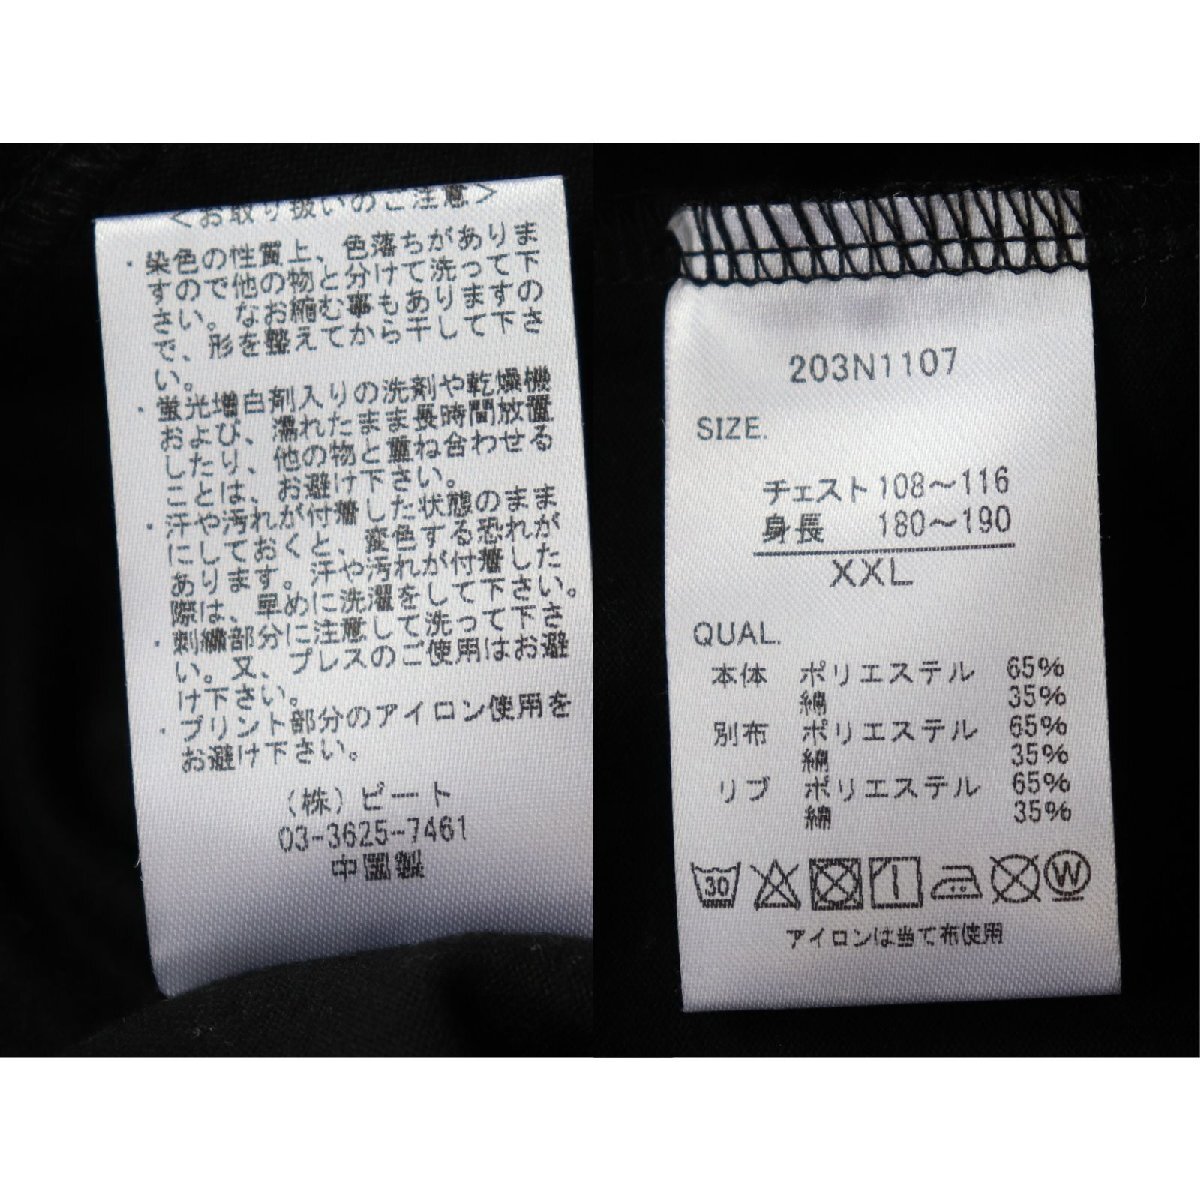 ＜お取り扱いのご注意＞
・染色の性質上、色落ちがありま
すので他の物と分けて洗って下
さい。なお縮む事もありますの
で、形を整えてから干して下さ
い。
・蛍光増白剤入りの洗剤や乾燥機
および、濡れたまま長時間放置
したり、他の物と重ね合わせる
ことは、お避け下さい。
・汗や汚れが付着した状態のまま
にしておくと、変色する恐れが
あります。汗や汚れが付着した
際は、早めに洗濯をして下さい。
・刺繍部分に注意して洗って下さ
い。又、プレスのご使用はお避
け下さい。
・プリント部分のアイロン使用を
お避け下さい。
（株）ビート
03-3625-7461
中国製
203N1107
SIZE.
チェスト 108～116
身長 180～190
XXL
QUAL.
本体 ポリエステル 65%
綿 35%
別布 ポリエステル 65%
綿 35%
リブ ポリエステル 65%
綿 35%
30 W
アイロンは当て布使用